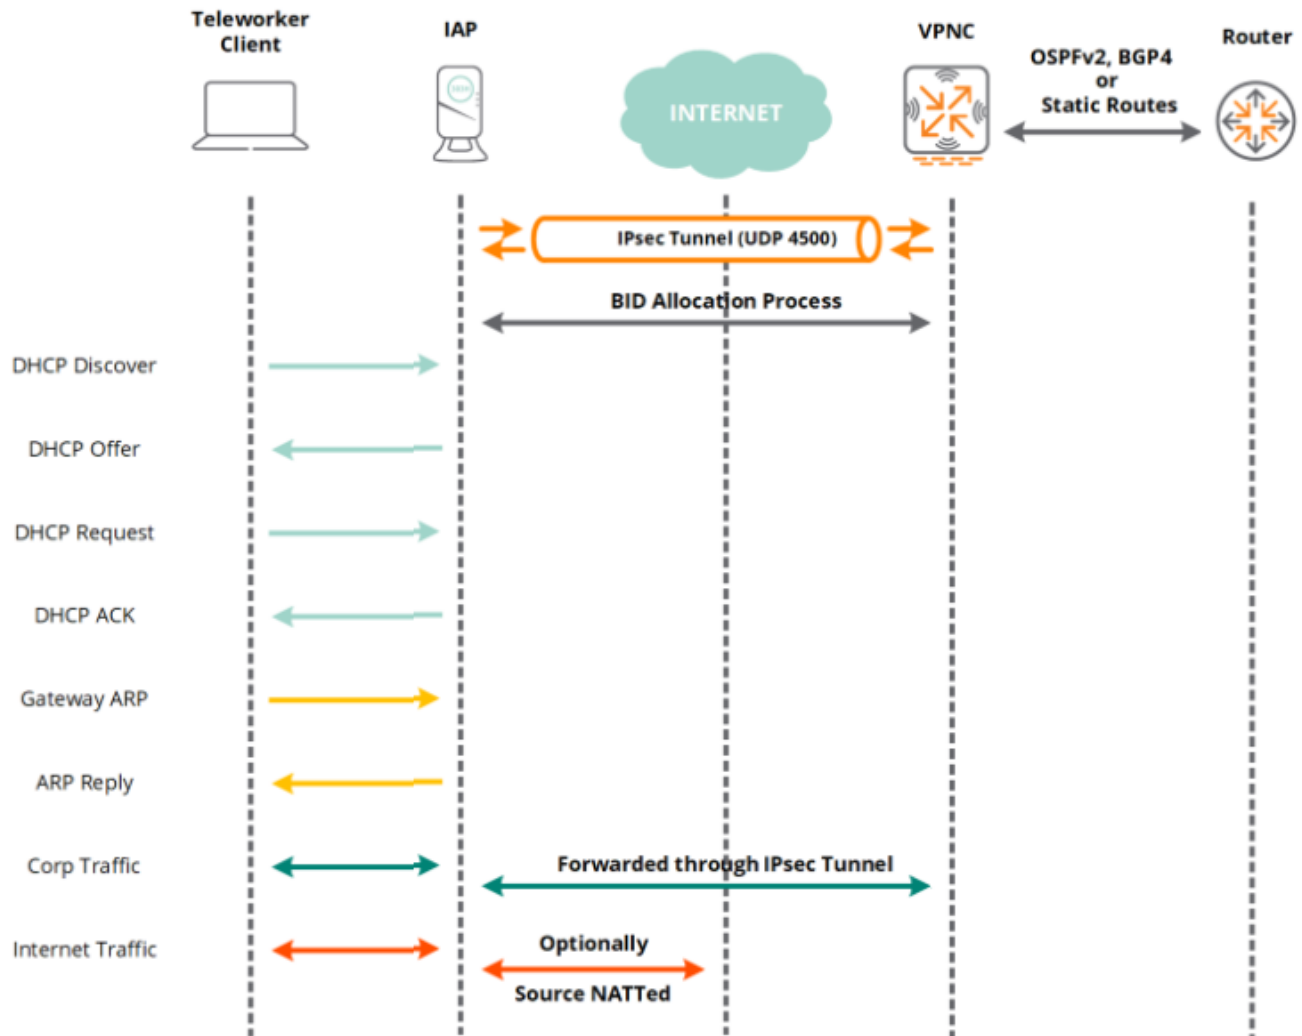 Teleworker
Client
IAP
INTERNET
VPNC
OSPFv2, BGP4
or
Static Routes
Router
IPsec Tunnel (UDP 4500)
BID Allocation Process
DHCP Discover
DHCP Offer
DHCP Request
DHCP ACK
Gateway ARP
ARP Reply
Corp Traffic
Forwarded through IPsec Tunnel
Internet Traffic
Optionally
Source NATTed